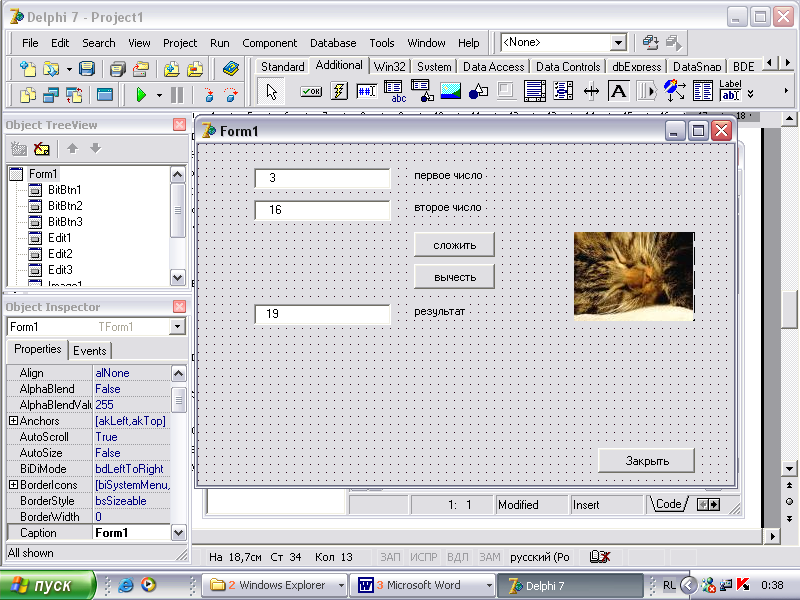 Delphi 7 - Project1
File Edit Search View Project Run Component Database Tools Window Help
<None>
Standard Additional Win32 System Data Access Data Controls dbExpress DataSnap BDE
OK
abc
A
Label
abI
Object TreeView
Form1
BitBtn1
BitBtn2
BitBtn3
Edit1
Edit2
Edit3
Image1
Object Inspector
Form1 TForm1
Properties Events
Align alNone
AlphaBlend False
AlphaBlendValu 255
Anchors [akLeft,akTop]
AutoScroll True
AutoSize False
BiDiMode bdLeftToRight
BorderIcons [biSystemMenu,
BorderStyle bsSizeable
BorderWidth 0
Caption Form1
All shown
Form1
3 первое число
16 второе число
сложить
вычесть
19 результат
Закрыть
1: 1 Modified Insert Code
На 18,7см Ст 34 Кол 13 ЗАП ИСПР ВДЛ ЗАМ русский (Ро
пуск 2 Windows Explorer 3 Microsoft Word Delphi 7 RL 0:38